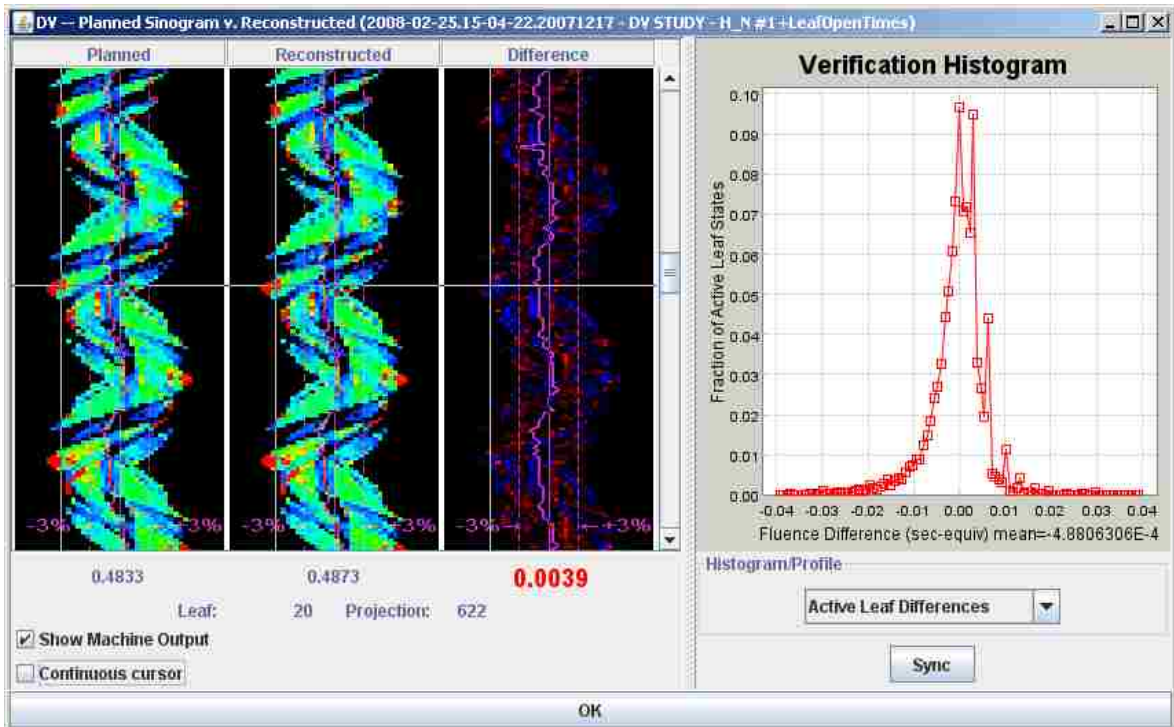 DV -- Planned Sinogram v. Reconstructed (2008-02-25.15-04-22.20071217 - DV STUDY - H_N #1+LeafOpenTimes)
Planned Reconstructed Difference
-3% +3% -3% +3% -3% +3%
0.4833 0.4873 0.0039
Leaf: 20 Projection: 622
Show Machine Output
Continuous cursor
Verification Histogram
Fraction of Active Leaf States
0.10
0.09
0.08
0.07
0.06
0.05
0.04
0.03
0.02
0.01
0.00
-0.04 -0.03 -0.02 -0.01 0.00 0.01 0.02 0.03 0.04
Fluence Difference (sec-equiv) mean=-4.8806306E-4
Histogram/Profile
Active Leaf Differences
Sync
OK